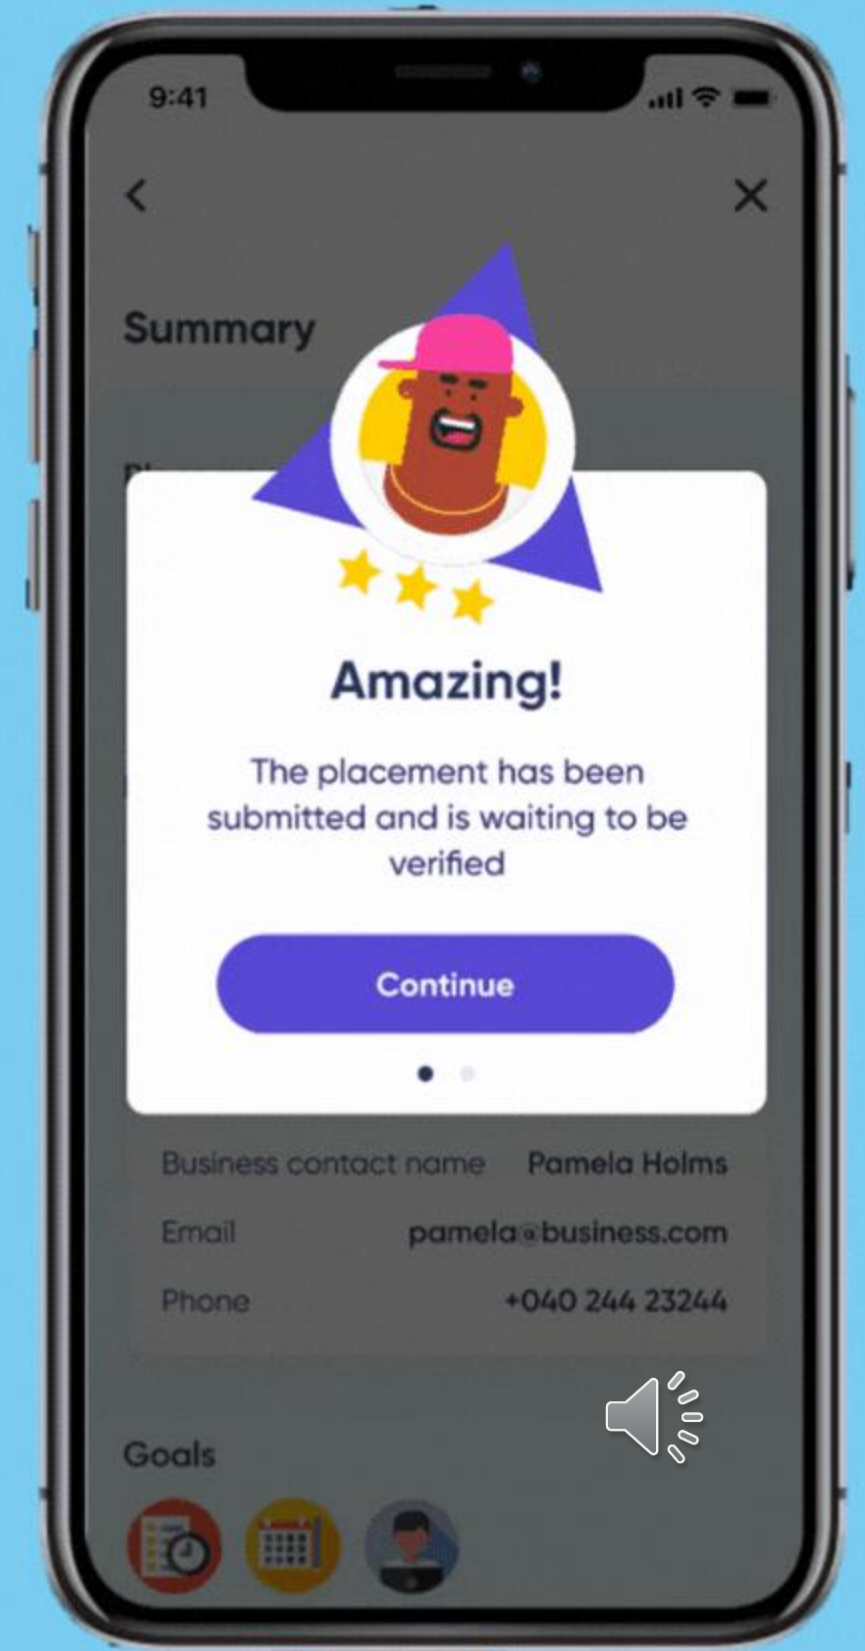 9:41
Summary
Amazing!
The placement has been
submitted and is waiting to be
verified
Continue
Business contact name Pamela Holms
Email pamela@business.com
Phone +040 244 23244
Goals